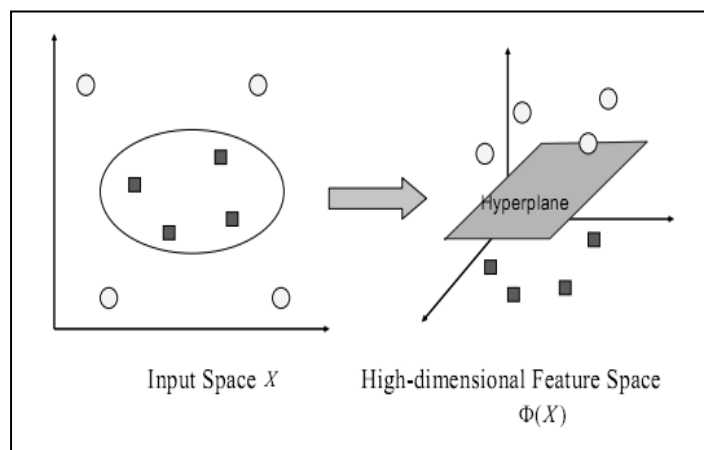 Hyperplane
Input Space X
High-dimensional Feature Space
Φ(X)